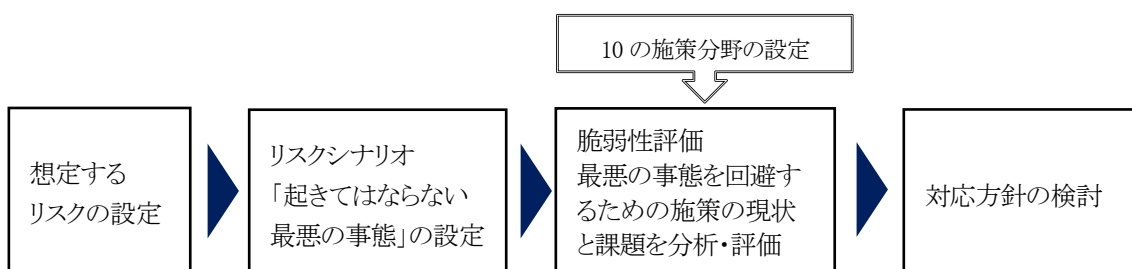 10 の施策分野の設定
想定する
リスクの設定
リスクシナリオ
「起きてはならない
最悪の事態」の設定
脆弱性評価
最悪の事態を回避す
るための施策の現状
と課題を分析・評価
対応方針の検討